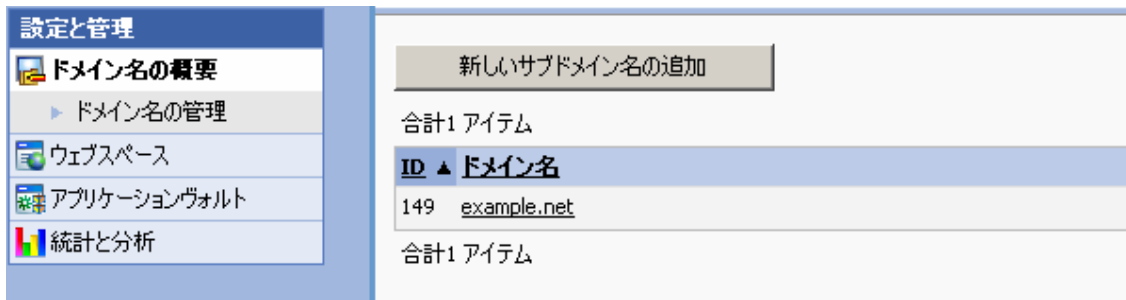 設定と管理
ドメイン名の概要
ドメイン名の管理
ウェブスペース
アプリケーションヴォルト
統計と分析
新しいサブドメイン名の追加
合計1 アイテム
ID ▲ ドメイン名
149 example.net
合計1 アイテム